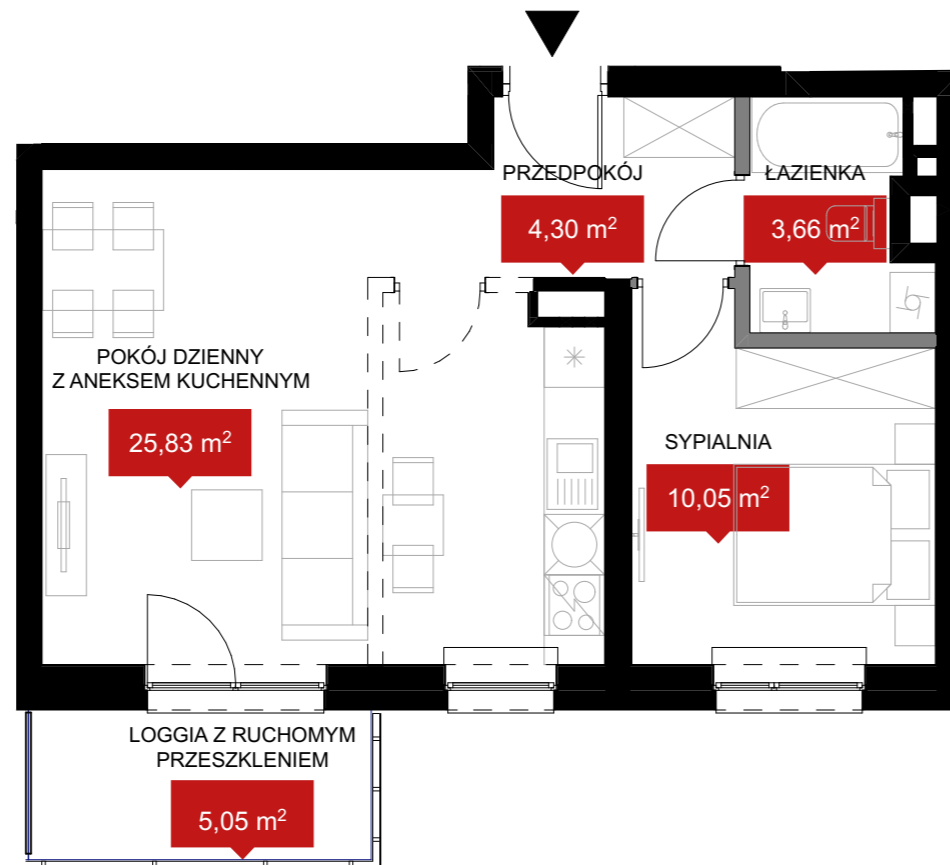 PRZEDPOKÓJ
4,30 m²
ŁAZIENKA
3,66 m²
POKÓJ DZIENNY
Z ANEKSEM KUCHENNYM
25,83 m²
SYPIALNIA
10,05 m²
LOGGIA Z RUCHOMYM
PRZESZKLENIEM
5,05 m²